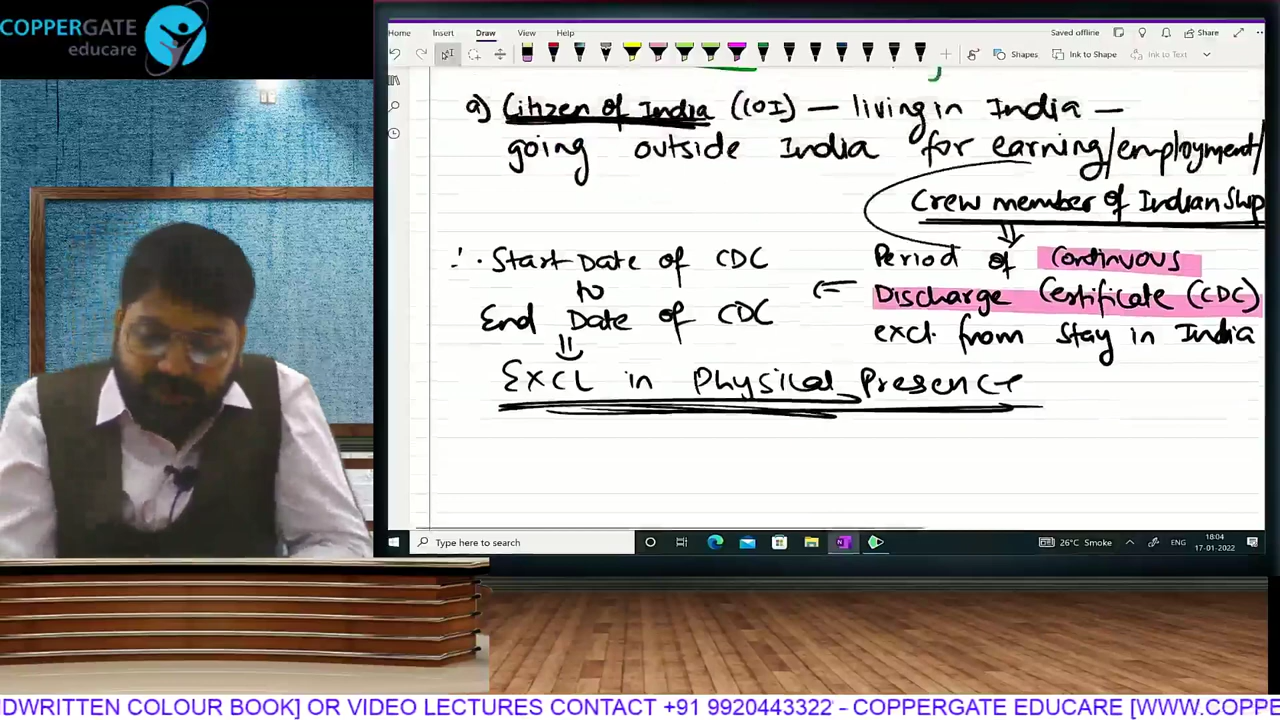 COPPERGATE
educare
Home Insert Draw View Help
Saved offline
Share
Shapes
Ink to Shape
Ink to Text
a) Citizen of India (COI) — living in India —
going outside India for earning/employment/
Crew member of Indian Ship
Period of Continuous
Discharge Certificate (CDC)
excl. from stay in India
∴ Start Date of CDC
to
End Date of CDC
EXCL in Physical Presence
Type here to search
26°C Smoke
ENG
18:04
17-01-2022
NDWRITTEN COLOUR BOOK] OR VIDEO LECTURES CONTACT +91 9920443322 - COPPERGATE EDUCARE [WWW.COPPE